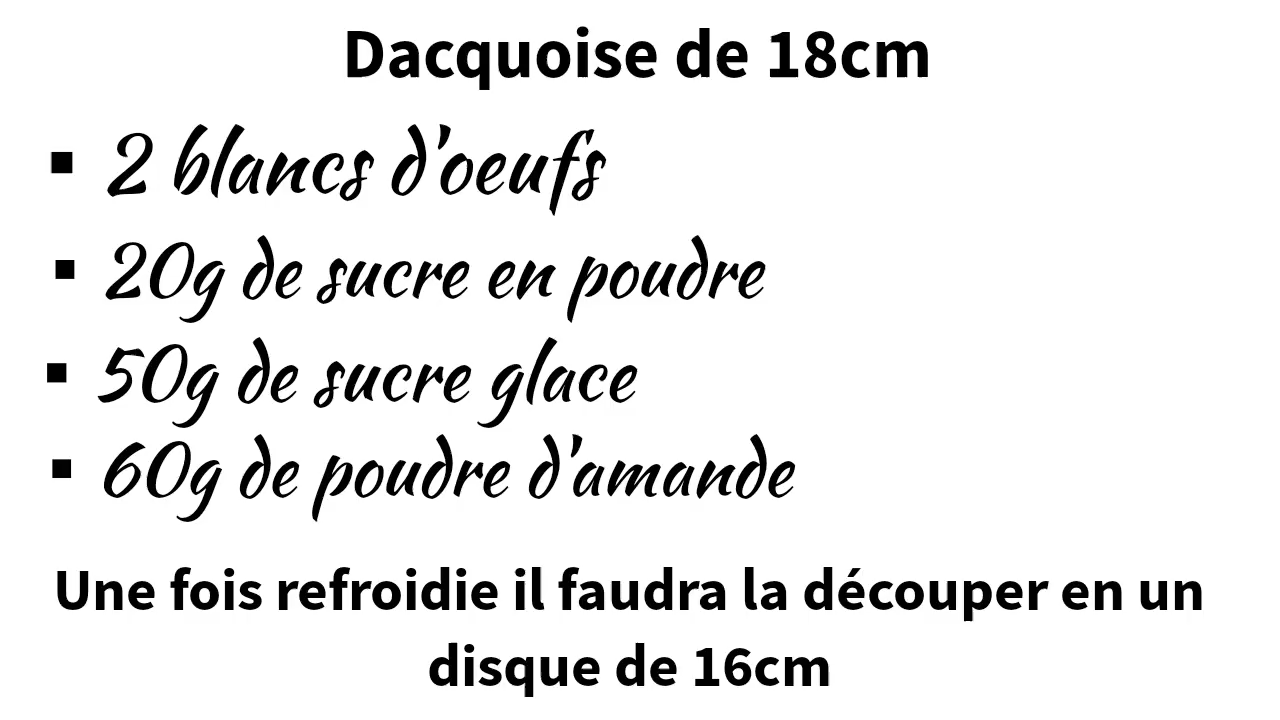 Dacquoise de 18cm
▪ 2 blancs d'oeufs
▪ 20g de sucre en poudre
▪ 50g de sucre glace
▪ 60g de poudre d'amande
Une fois refroidie il faudra la découper en un
disque de 16cm